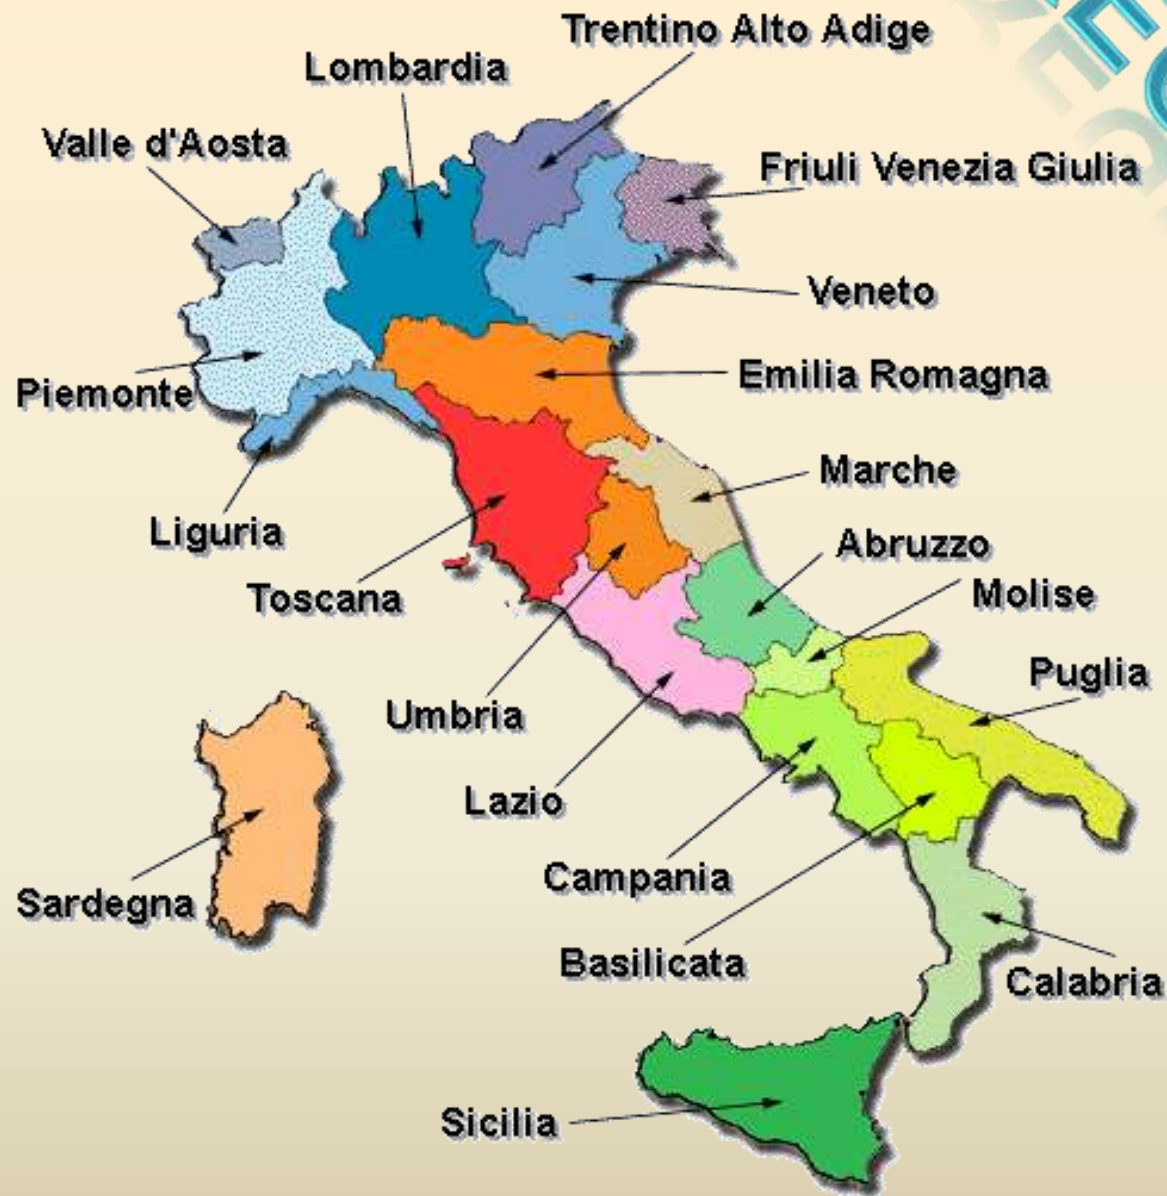 Trentino Alto Adige
Lombardia
Valle d'Aosta
Friuli Venezia Giulia
Veneto
Emilia Romagna
Piemonte
Marche
Liguria
Abruzzo
Toscana
Molise
Puglia
Umbria
Lazio
Campania
Sardegna
Basilicata
Calabria
Sicilia